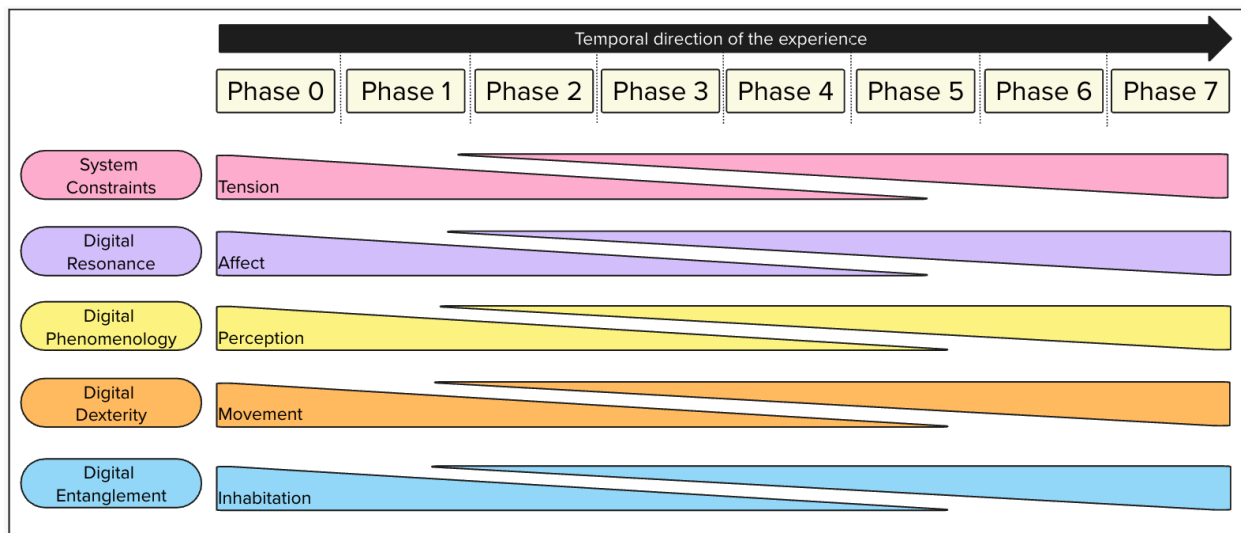 Temporal direction of the experience
Phase 0 Phase 1 Phase 2 Phase 3 Phase 4 Phase 5 Phase 6 Phase 7
System
Constraints
Tension
Digital
Resonance
Affect
Digital
Phenomenology
Perception
Digital
Dexterity
Movement
Digital
Entanglement
Inhabitation